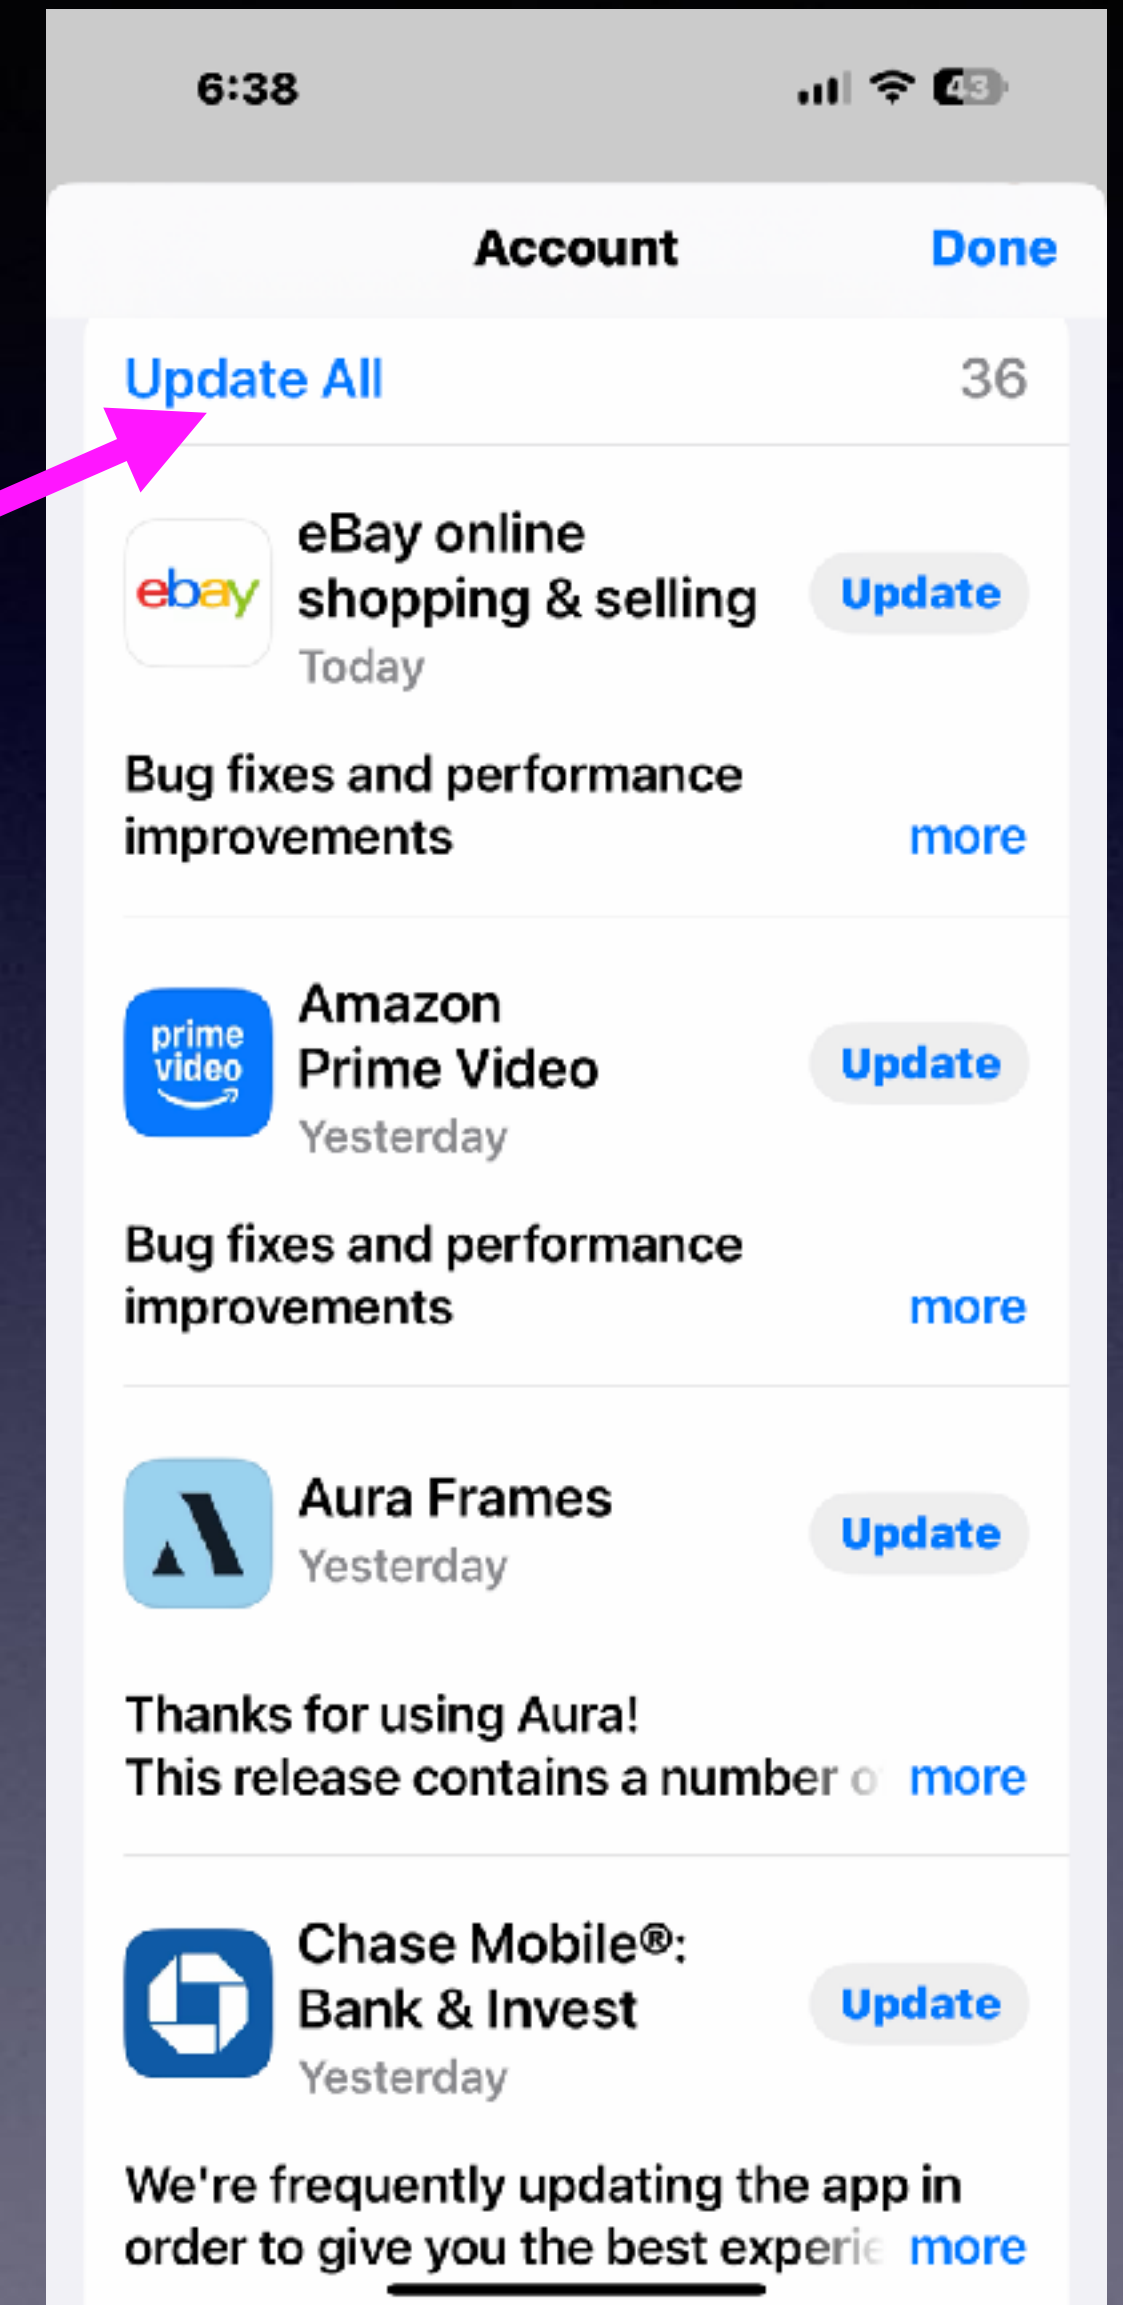 6:38
43
Account
Done
Update All
36
eBay online
shopping & selling
ebay
Update
Today
Bug fixes and performance
improvements
more
Amazon
prime
video
Prime Video
Update
Yesterday
Bug fixes and performance
improvements
more
Aura Frames
Update
Yesterday
Thanks for using Aura!
This release contains a number
more
Chase Mobile®:
Bank & Invest
Update
Yesterday
We're frequently updating the app in
order to give you the best experie
more